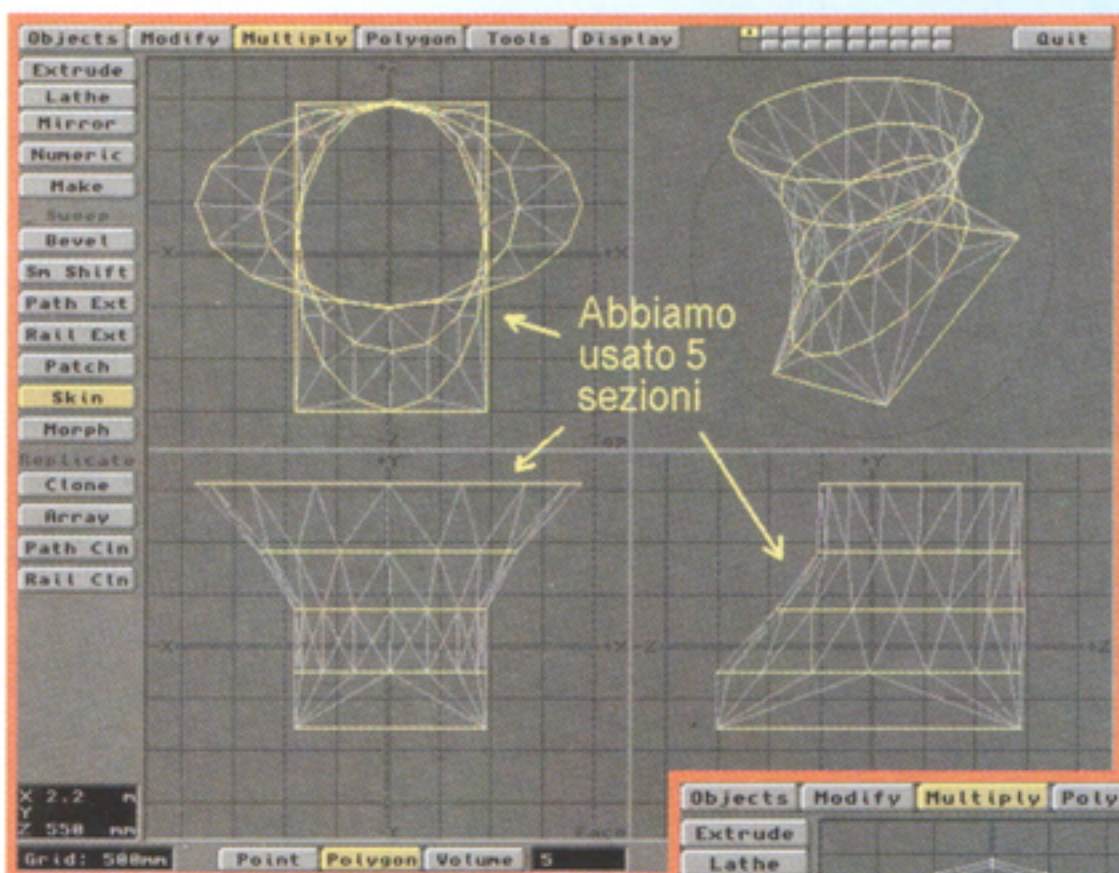 Objects Modify Multiply Polygon Tools Display Quit
Extrude
Lathe
Mirror
Numeric
Make
Sweep
Bevel
Sm Shift
Path Ext
Rail Ext
Patch
Skin
Morph
Replicate
Clone
Array
Path Cln
Rail Cln
Abbiamo
usato 5
sezioni
Top
Face
X 2.2 m
Y
Z 550 mm
Grid: 500mm Point Polygon Volume 5
Objects Modify Multiply Poly
Extrude
Lathe